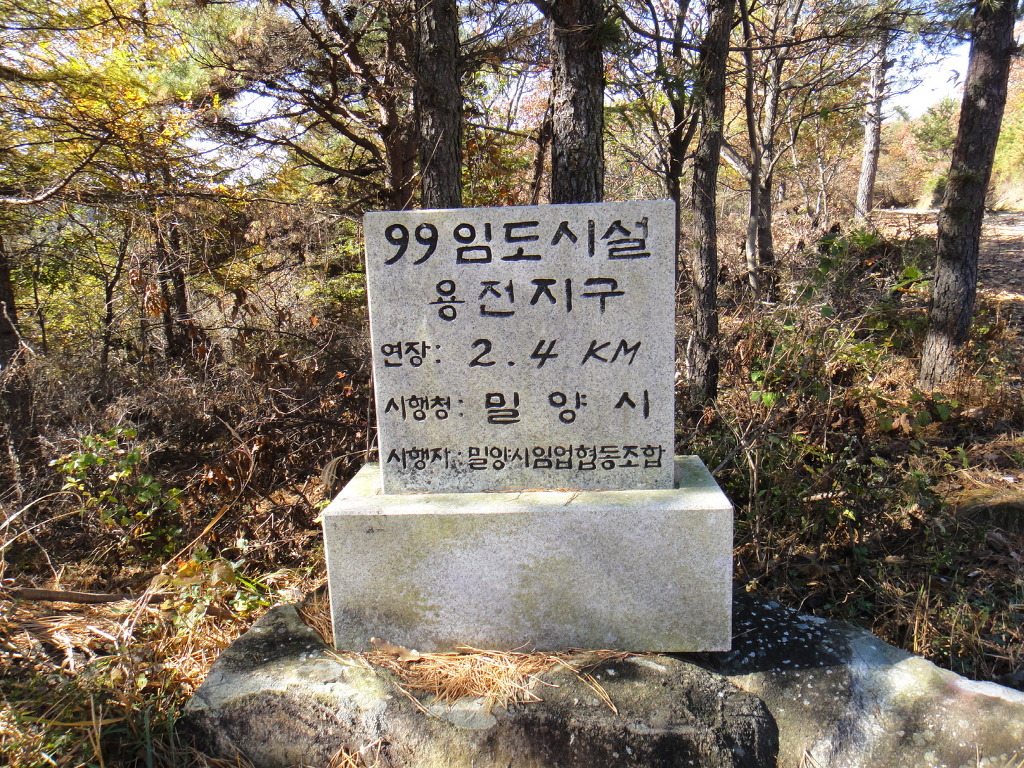 99 임도시설
용전지구
연장: 2.4 KM
시행청: 밀양시
시행자: 밀양시임업협동조합